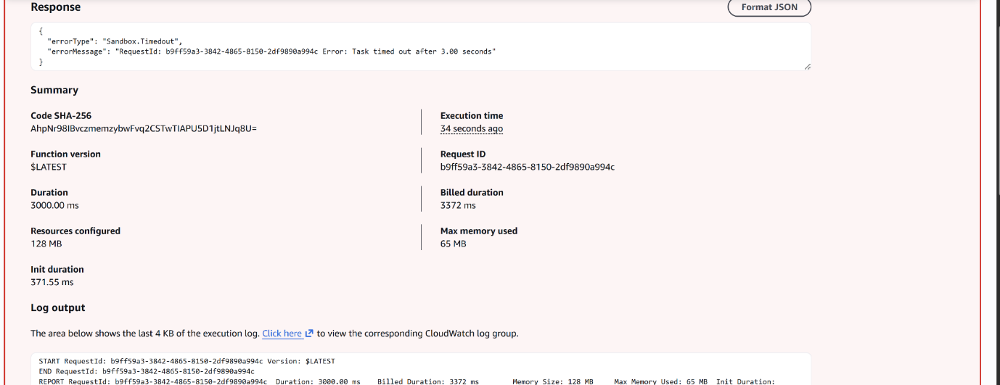 Response
Format JSON
{
"errorType": "Sandbox.Timedout",
"errorMessage": "RequestId: b9ff59a3-3842-4865-8150-2df9890a994c Error: Task timed out after 3.00 seconds"
}
Summary
Code SHA-256
AhpNr98IBvczmemzybwFvq2CSTwTIAPU5D1jtLNJq8U=
Execution time
34 seconds ago
Function version
$LATEST
Request ID
b9ff59a3-3842-4865-8150-2df9890a994c
Duration
3000.00 ms
Billed duration
3372 ms
Resources configured
128 MB
Max memory used
65 MB
Init duration
371.55 ms
Log output
The area below shows the last 4 KB of the execution log. Click here to view the corresponding CloudWatch log group.
START RequestId: b9ff59a3-3842-4865-8150-2df9890a994c Version: $LATEST
END RequestId: b9ff59a3-3842-4865-8150-2df9890a994c
REPORT RequestId: b9ff59a3-3842-4865-8150-2df9890a994c Duration: 3000.00 ms Billed Duration: 3372 ms Memory Size: 128 MB Max Memory Used: 65 MB Init Duration: